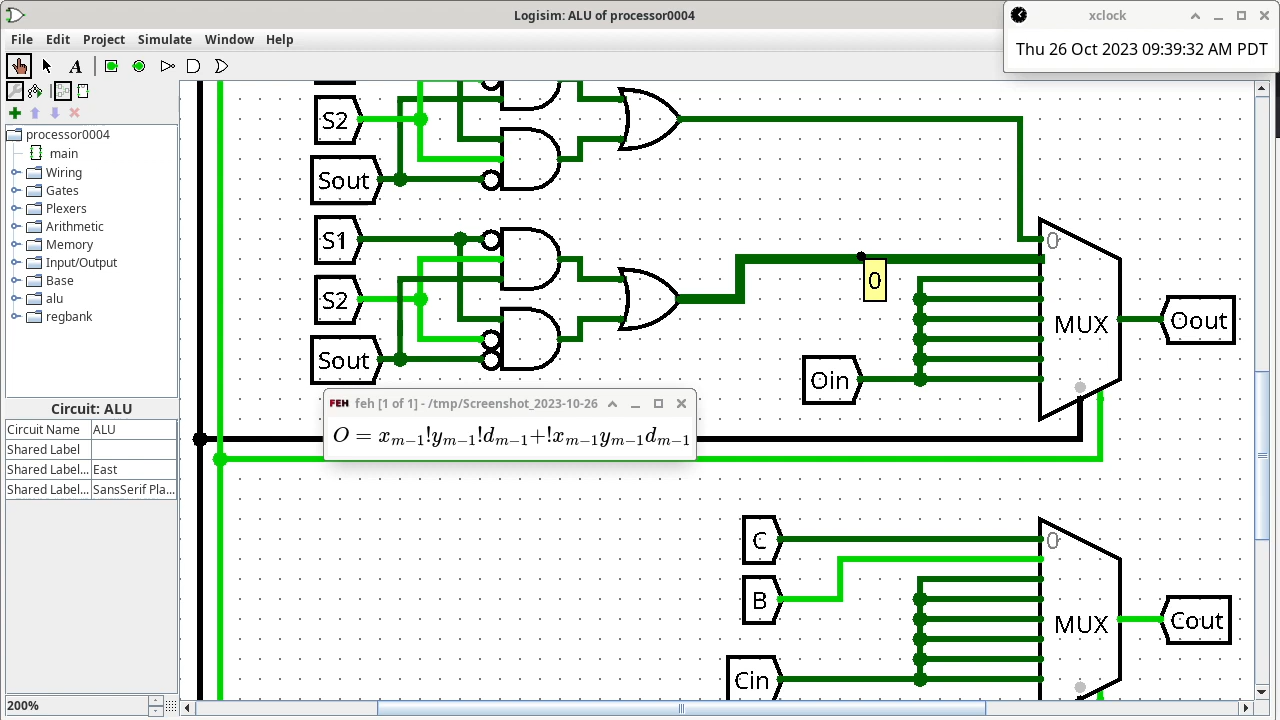 Logisim: ALU of processor0004
xclock
Thu 26 Oct 2023 09:39:32 AM PDT
File Edit Project Simulate Window Help
A
processor0004
main
Wiring
Gates
Plexers
Arithmetic
Memory
Input/Output
Base
alu
regbank
Circuit: ALU
Circuit Name ALU
Shared Label
Shared Label... East
Shared Label... SansSerif Pla...
200%
S2
Sout
S1
S2
Sout
0
0
MUX
Oout
Oin
FEH feh [1 of 1] - /tmp/Screenshot_2023-10-26
O = x_{m−1}!y_{m−1}!d_{m−1}+!x_{m−1}y_{m−1}d_{m−1}
C
0
B
MUX
Cout
Cin